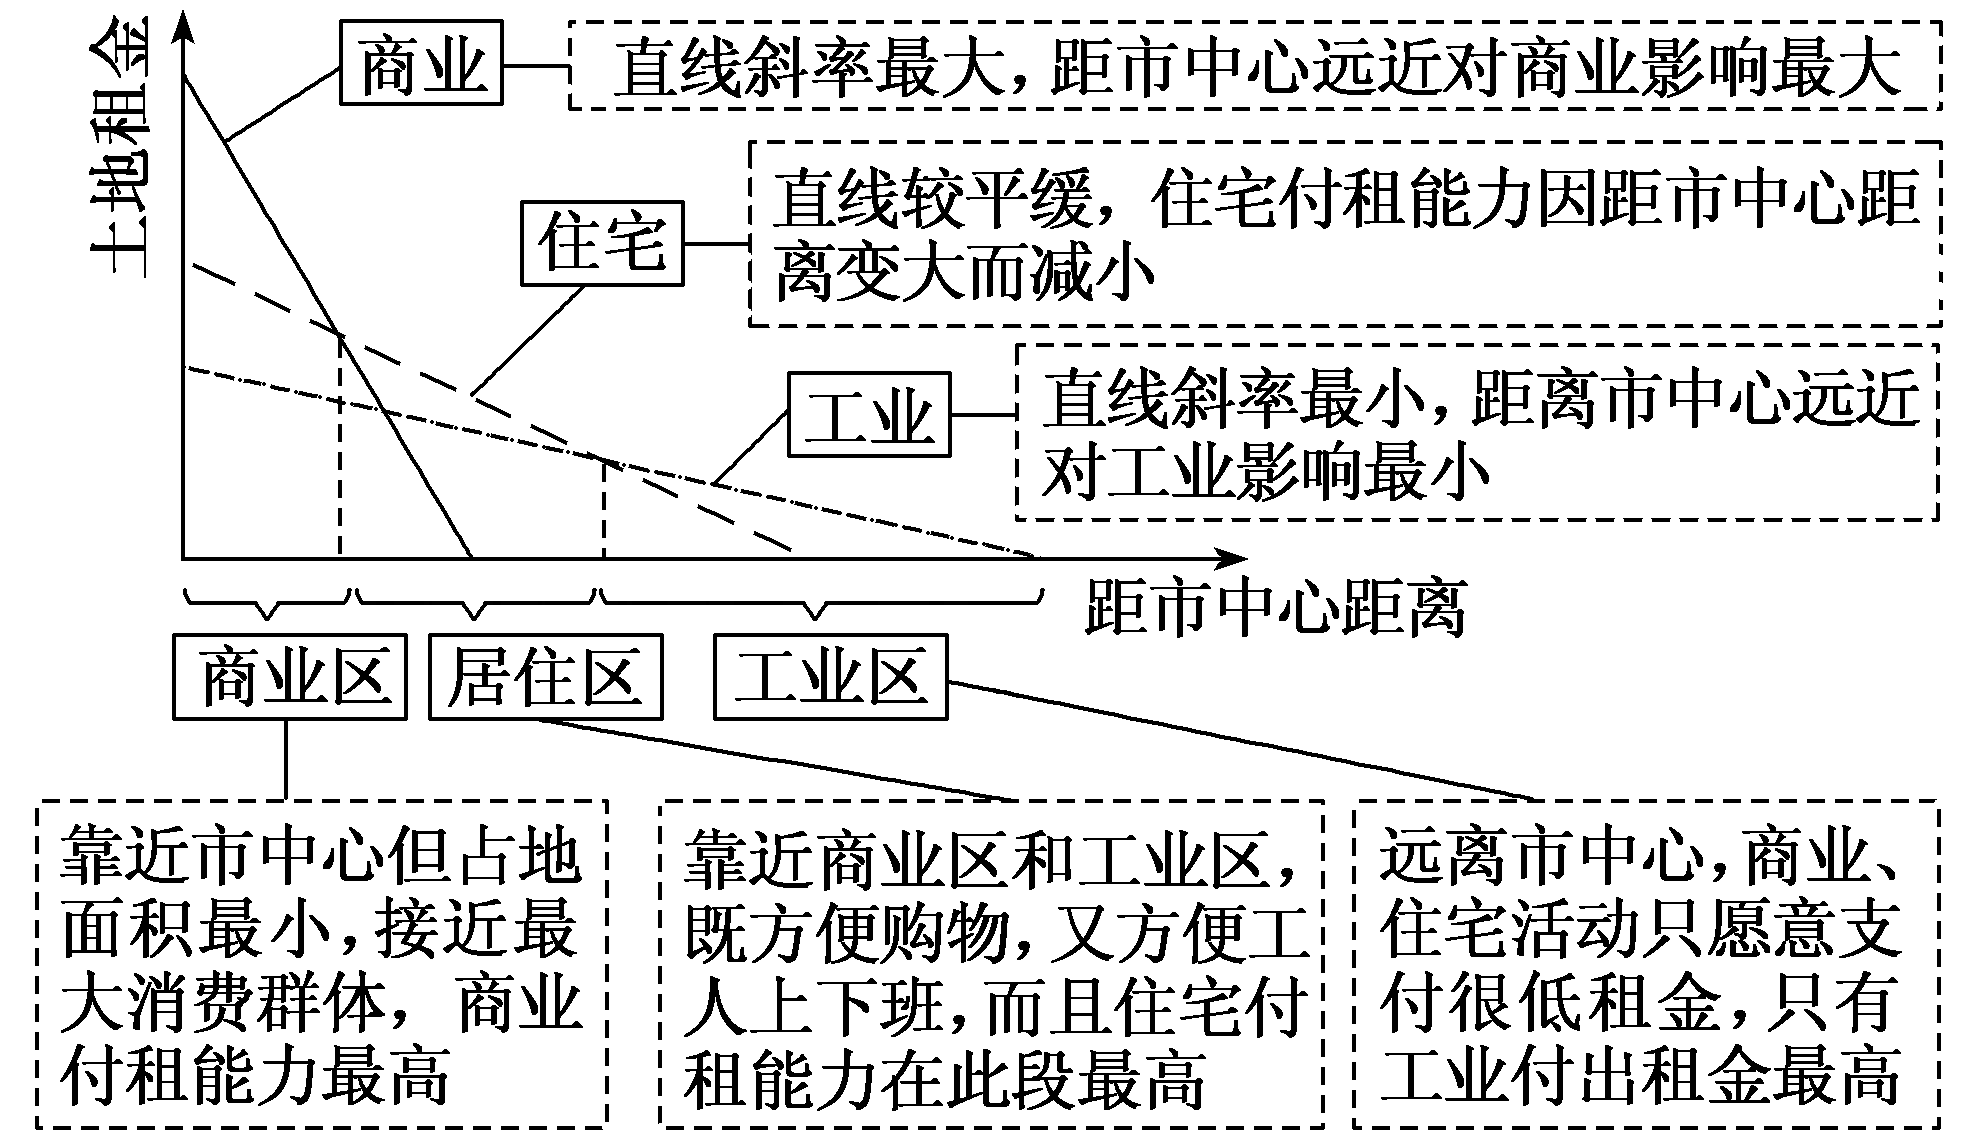 土地租金
商业
直线斜率最大，距市中心远近对商业影响最大
住宅
直线较平缓，住宅付租能力因距市中心距
离变大而减小
工业
直线斜率最小，距离市中心远近
对工业影响最小
距市中心距离
商业区
居住区
工业区
靠近市中心但占地
面积最小，接近最
大消费群体，商业
付租能力最高
靠近商业区和工业区，
既方便购物，又方便工
人上下班，而且住宅付
租能力在此段最高
远离市中心，商业、
住宅活动只愿意支
付很低租金，只有
工业付出租金最高